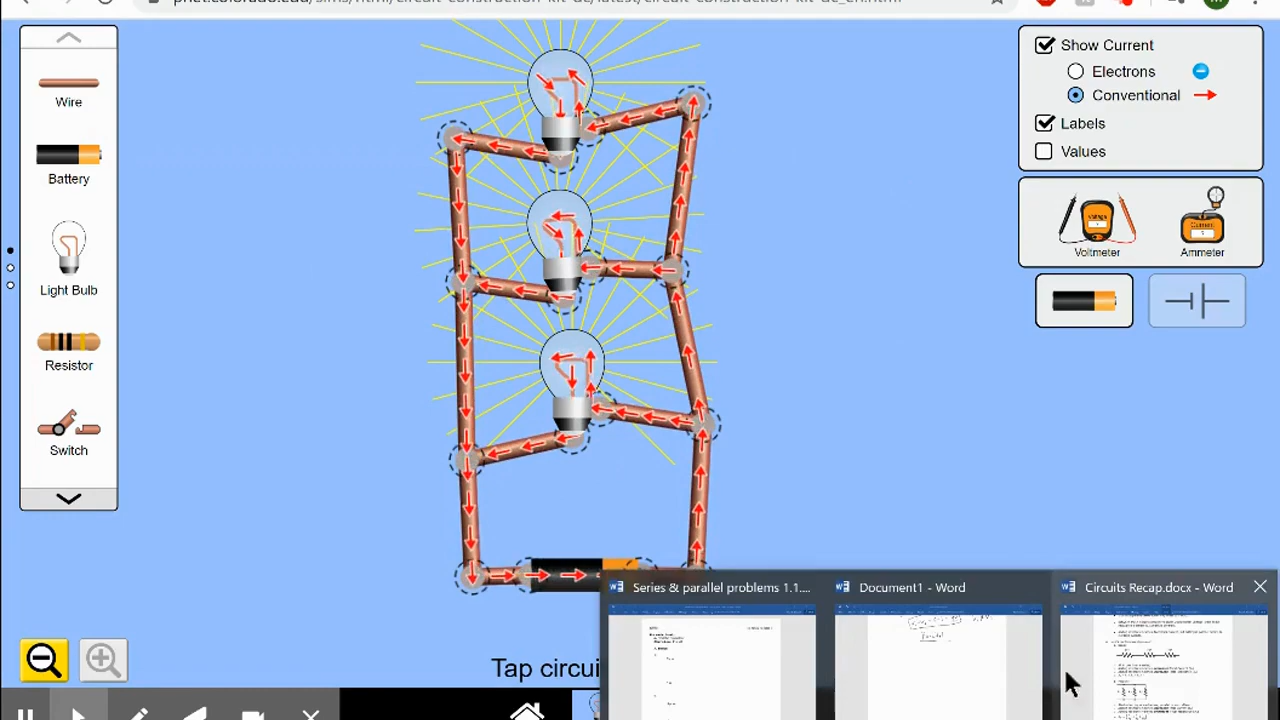 Wire
Battery
Light Bulb
Resistor
Switch
Show Current
Electrons
Conventional
Labels
Values
Voltmeter
Ammeter
Tap circui
Series & parallel problems 1.1....
Document1 - Word
Circuits Recap.docx - Word